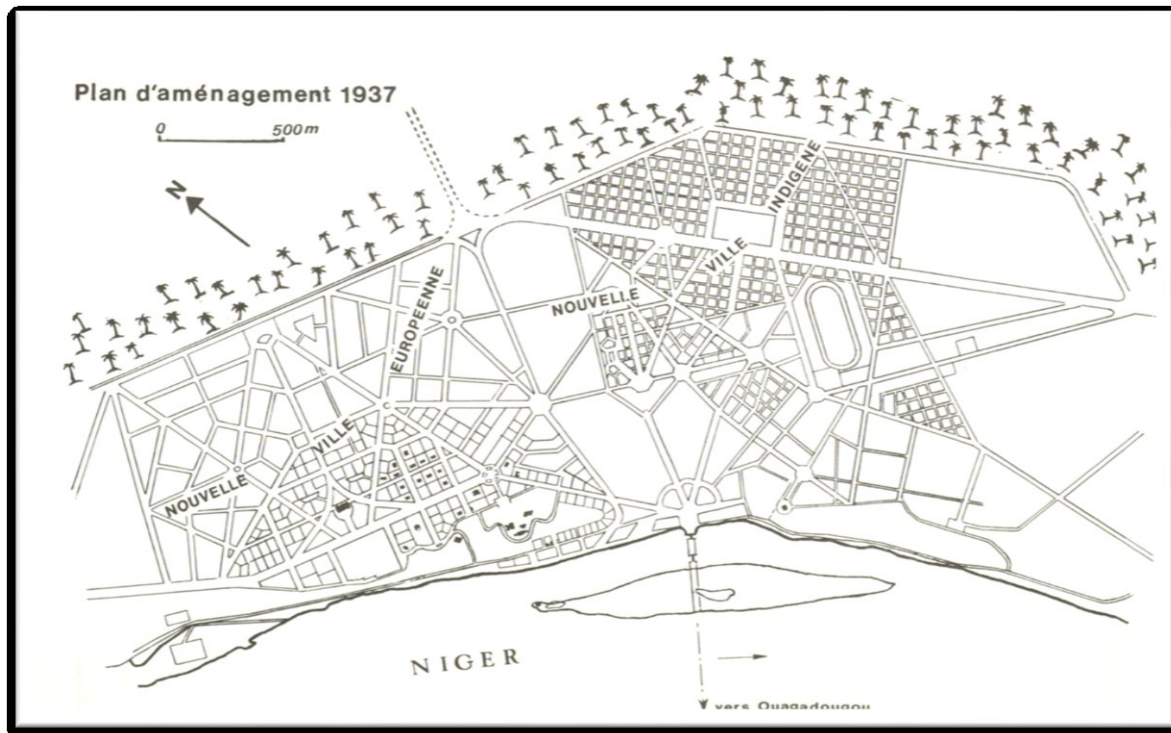 Plan d'aménagement 1937
0 500m
N
NOUVELLE VILLE EUROPEENNE
NOUVELLE VILLE INDIGENE
NIGER
vers Ouagadougou